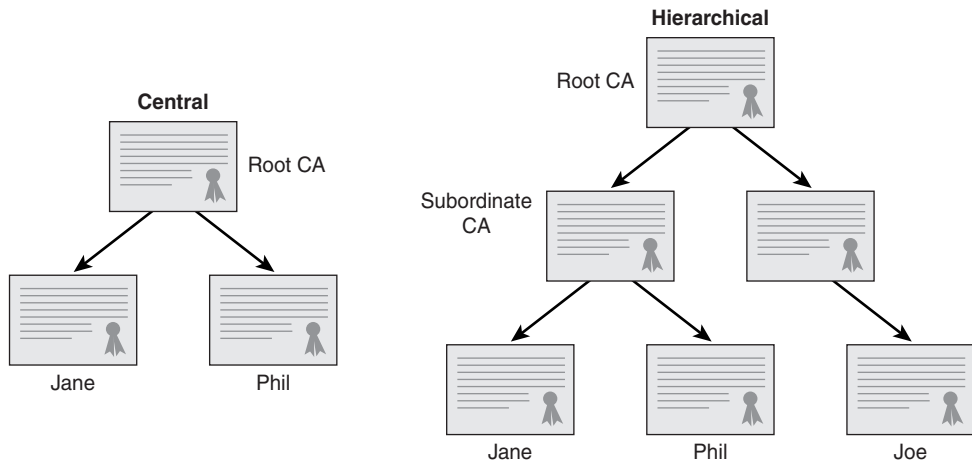 Central
Root CA
Jane
Phil
Hierarchical
Root CA
Subordinate
CA
Jane
Phil
Joe